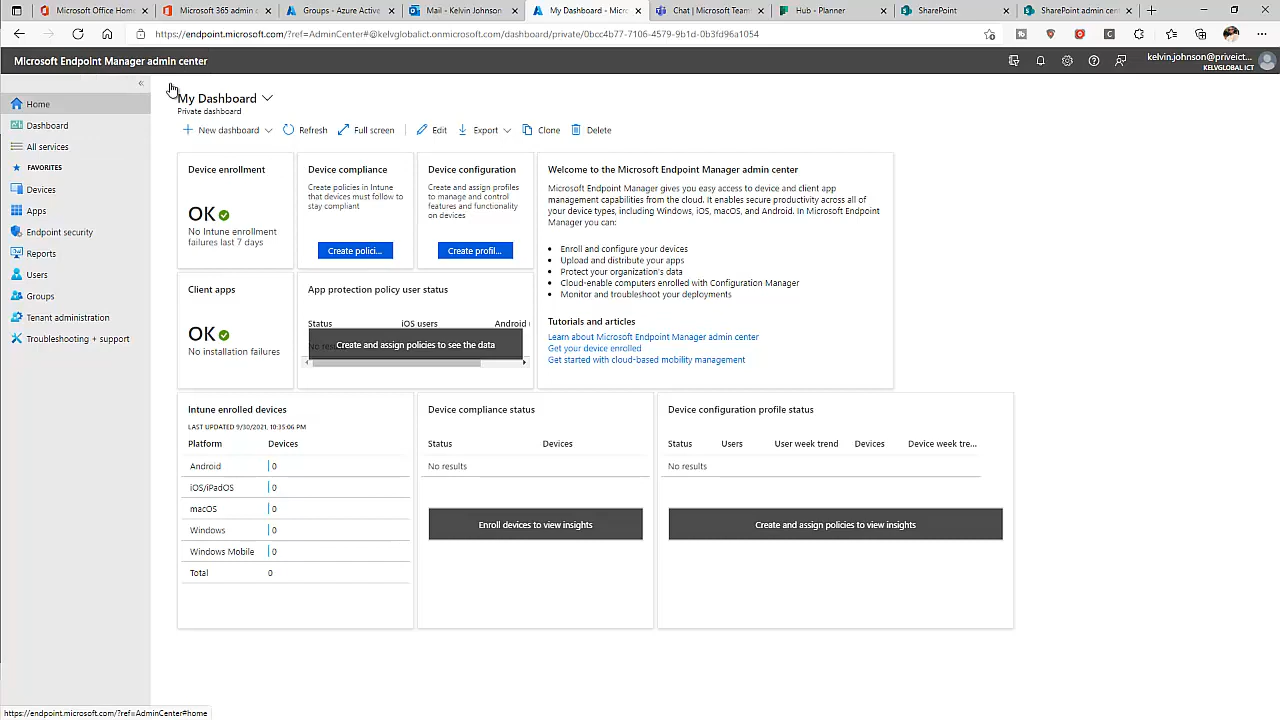 Microsoft Office Home
Microsoft 365 admin c
Groups - Azure Active
Mail - Kelvin Johnson
My Dashboard - Micro
Chat | Microsoft Teams
Hub - Planner
SharePoint
SharePoint admin cent
https://endpoint.microsoft.com/?ref=AdminCenter#@kelvglobalict.onmicrosoft.com/dashboard/private/0bcc4b77-7106-4579-9b1d-0b3fd96a1054
Microsoft Endpoint Manager admin center
kelvin.johnson@priveict...
KELVGLOBAL ICT
«
Home
Dashboard
All services
FAVORITES
Devices
Apps
Endpoint security
Reports
Users
Groups
Tenant administration
Troubleshooting + support
My Dashboard
Private dashboard
New dashboard
Refresh
Full screen
Edit
Export
Clone
Delete
Device enrollment
OK
No Intune enrollment
failures last 7 days
Device compliance
Create policies in Intune
that devices must follow to
stay compliant
Create polici...
Device configuration
Create and assign profiles
to manage and control
features and functionality
on devices
Create profil...
Welcome to the Microsoft Endpoint Manager admin center
Microsoft Endpoint Manager gives you easy access to device and client app
management capabilities from the cloud. It enables secure productivity across all of
your device types, including Windows, iOS, macOS, and Android. In Microsoft Endpoint
Manager you can:
• Enroll and configure your devices
• Upload and distribute your apps
• Protect your organization's data
• Cloud-enable computers enrolled with Configuration Manager
• Monitor and troubleshoot your deployments
Tutorials and articles
Learn about Microsoft Endpoint Manager admin center
Get your device enrolled
Get started with cloud-based mobility management
Client apps
OK
No installation failures
App protection policy user status
Status iOS users Android
Create and assign policies to see the data
Intune enrolled devices
LAST UPDATED 9/30/2021, 10:35:06 PM
Platform Devices
Android 0
iOS/iPadOS 0
macOS 0
Windows 0
Windows Mobile 0
Total 0
Device compliance status
Status Devices
No results
Enroll devices to view insights
Device configuration profile status
Status Users User week trend Devices Device week tre...
No results
Create and assign policies to view insights
https://endpoint.microsoft.com/?ref=AdminCenter#home